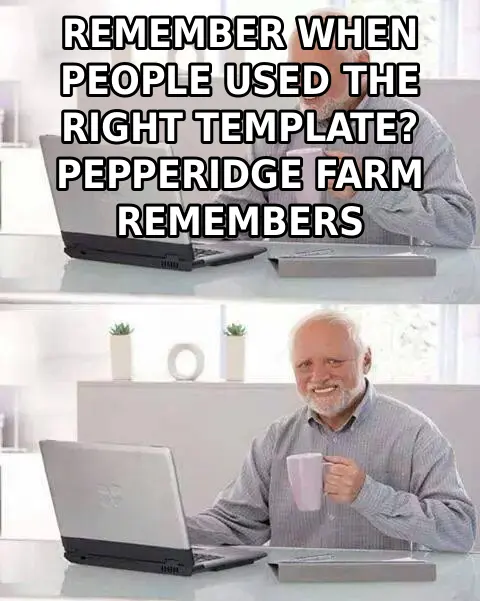 REMEMBER WHEN
PEOPLE USED THE
RIGHT TEMPLATE?
PEPPERIDGE FARM
REMEMBERS